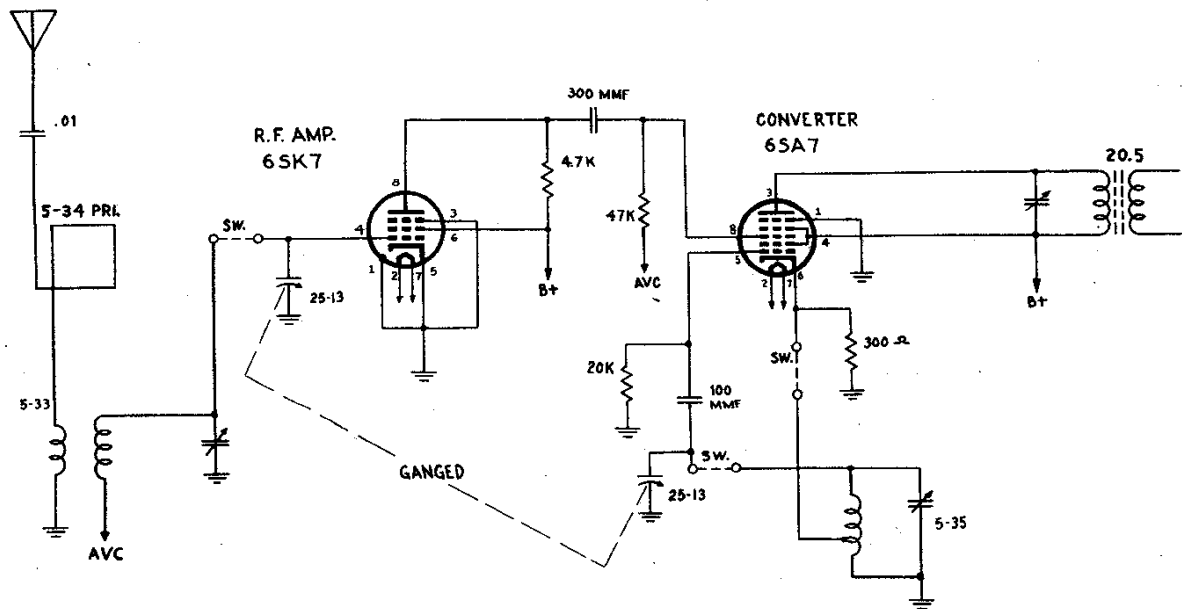 .01
5-34 PRI.
5-33
AVC
SW.
25-13
R.F. AMP.
6SK7
8
4
3
6
1
2
7
5
4.7K
B+
300 MMF
47K
AVC
CONVERTER
6SA7
3
8
5
1
4
2
7
6
20K
100
MMF
SW.
25-13
GANGED
SW.
300 Ω
5-35
20.5
B+